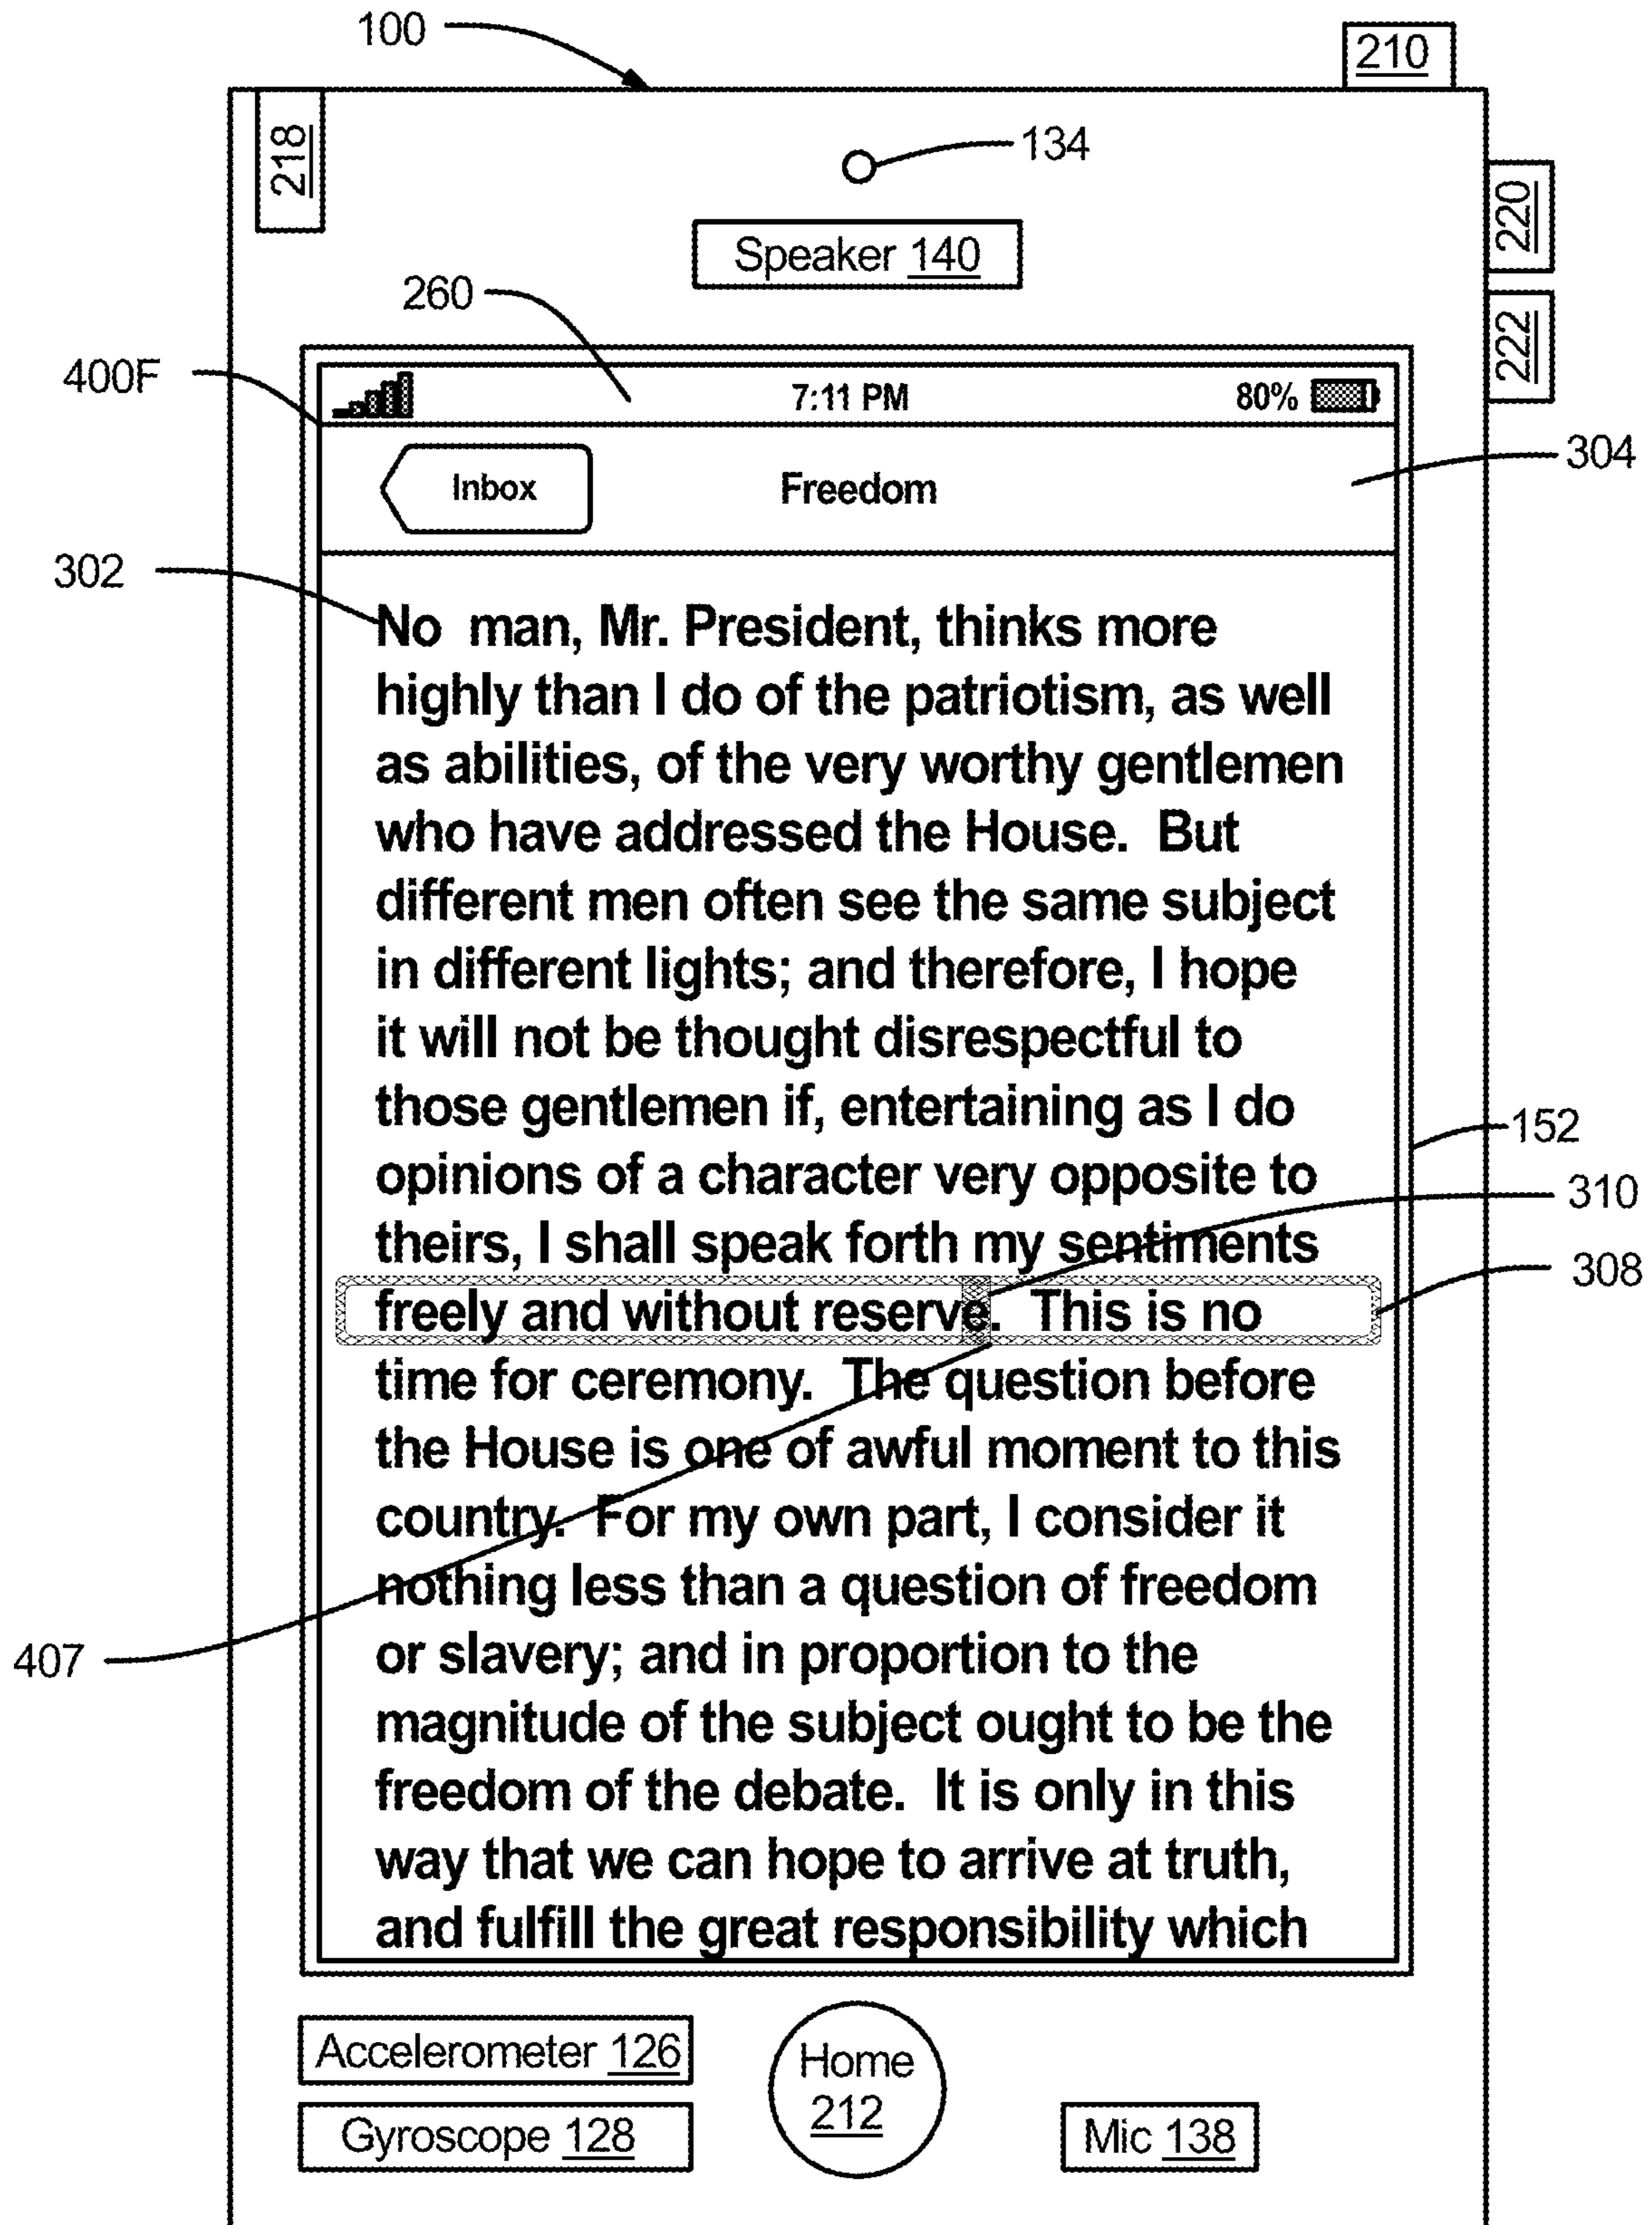 100
210
218
134
220
Speaker 140
260
222
400F
7:11 PM
80%
304
Inbox
Freedom
302
No man, Mr. President, thinks more
highly than I do of the patriotism, as well
as abilities, of the very worthy gentlemen
who have addressed the House. But
different men often see the same subject
in different lights; and therefore, I hope
it will not be thought disrespectful to
those gentlemen if, entertaining as I do
152
opinions of a character very opposite to
310
theirs, I shall speak forth my sentiments
308
freely and without reserve. This is no
time for ceremony. The question before
the House is one of awful moment to this
country. For my own part, I consider it
nothing less than a question of freedom
or slavery; and in proportion to the
407
magnitude of the subject ought to be the
freedom of the debate. It is only in this
way that we can hope to arrive at truth,
and fulfill the great responsibility which
Accelerometer 126
Home
212
Gyroscope 128
Mic 138